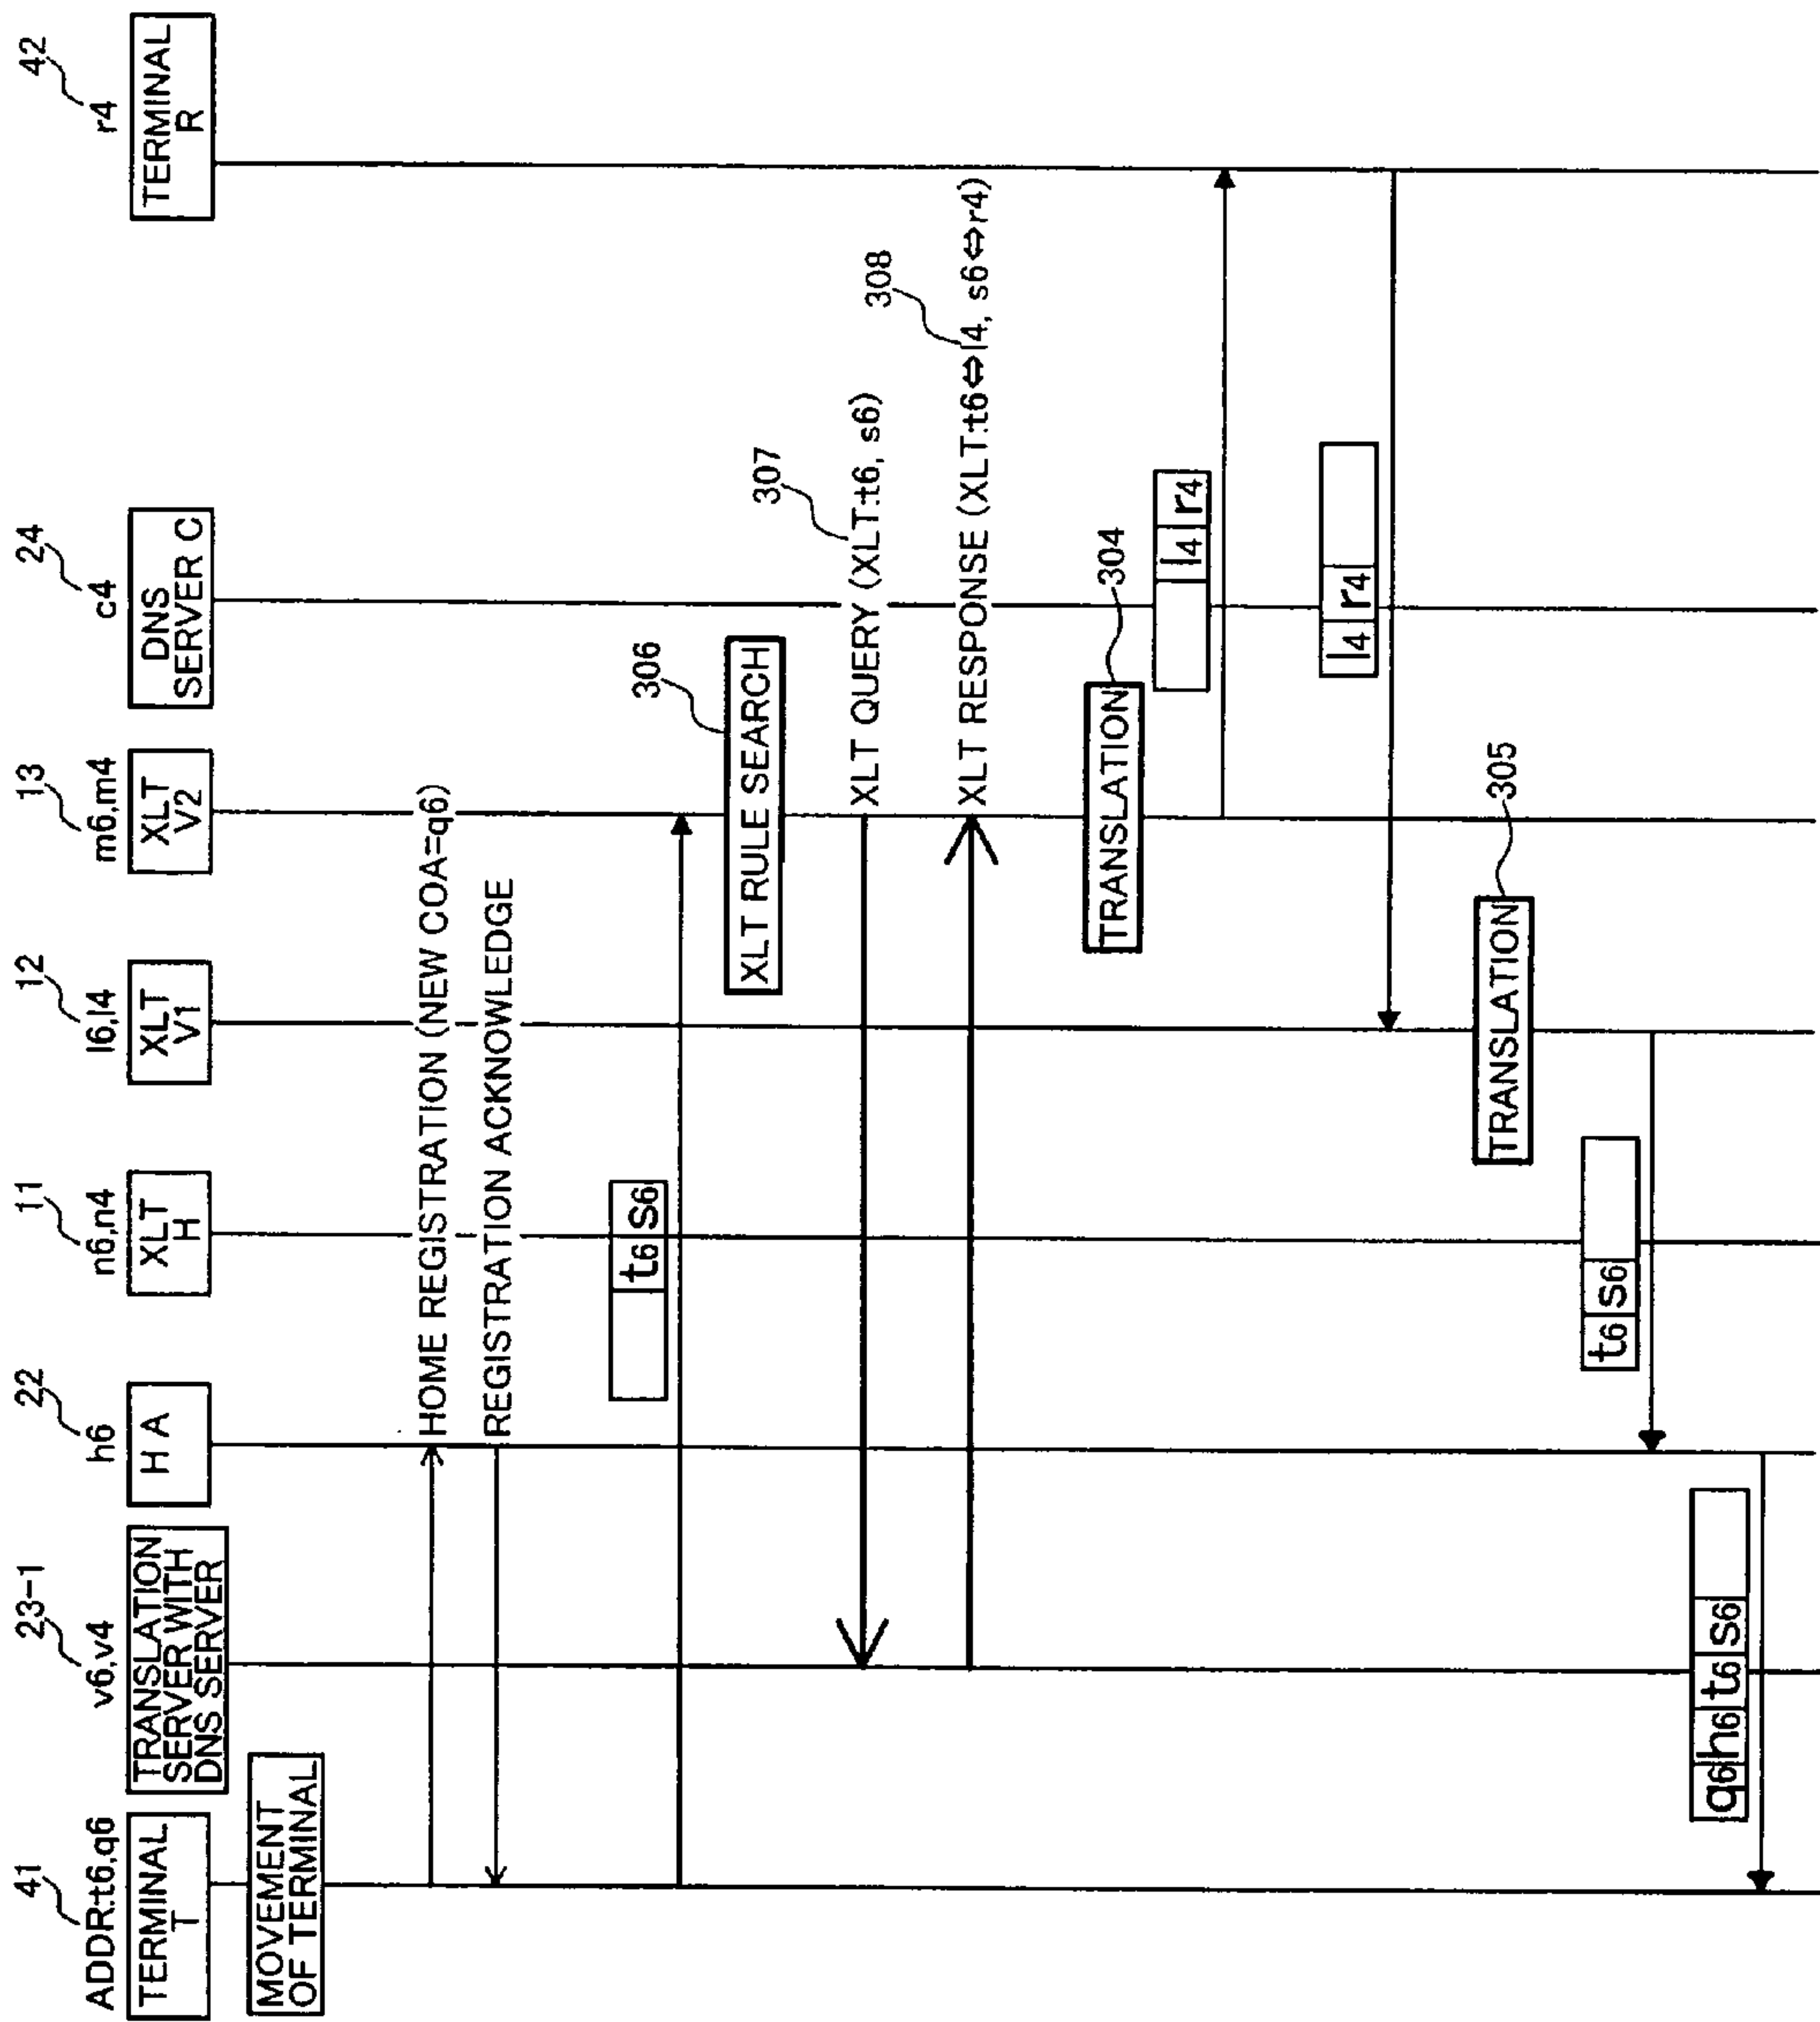 41
ADDR:t6,q6
TERMINAL
T
23-1
v6,v4
TRANSLATION
SERVER WITH
DNS SERVER
22
h6
H A
11
n6,n4
XLT
H
12
l6,l4
XLT
V1
13
m6,m4
XLT
V2
24
c4
DNS
SERVER C
42
r4
TERMINAL
R
MOVEMENT
OF TERMINAL
HOME REGISTRATION (NEW COA=q6)
REGISTRATION ACKNOWLEDGE
t6 s6
306
XLT RULE SEARCH
307
XLT QUERY (XLT:t6, s6)
308
XLT RESPONSE (XLT:t6⇔l4, s6⇔r4)
304
TRANSLATION
l4 r4
l4 r4
305
TRANSLATION
t6 s6
q6 h6 t6 s6